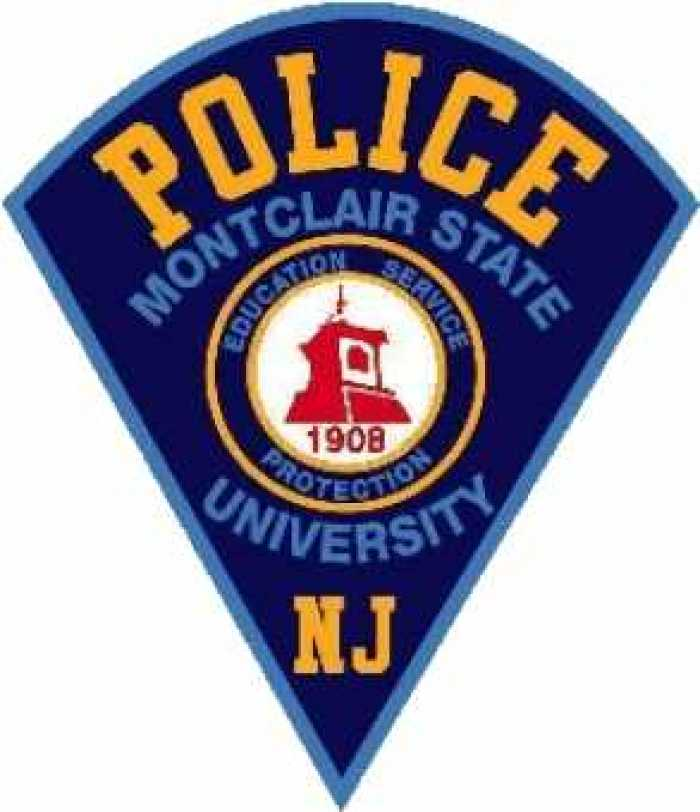 POLICE
MONTCLAIR STATE
EDUCATION SERVICE
1908
PROTECTION
UNIVERSITY
NJ